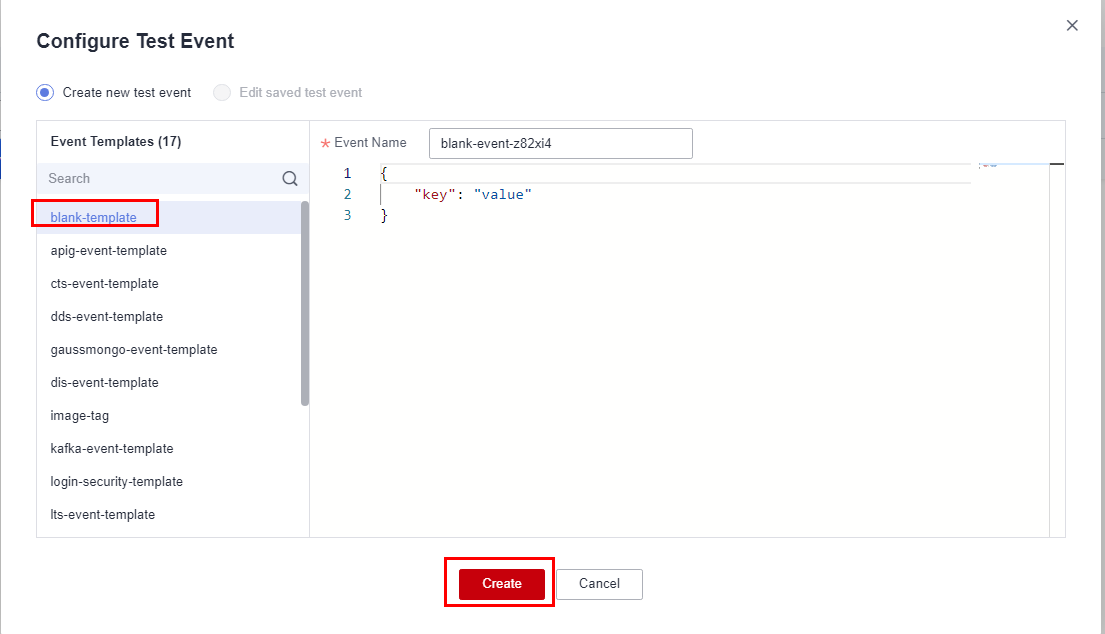 Configure Test Event
Create new test event Edit saved test event
Event Templates (17)
Search
blank-template
apig-event-template
cts-event-template
dds-event-template
gaussmongo-event-template
dis-event-template
image-tag
kafka-event-template
login-security-template
lts-event-template
* Event Name blank-event-z82xi4
1 {
2 "key": "value"
3 }
Create Cancel